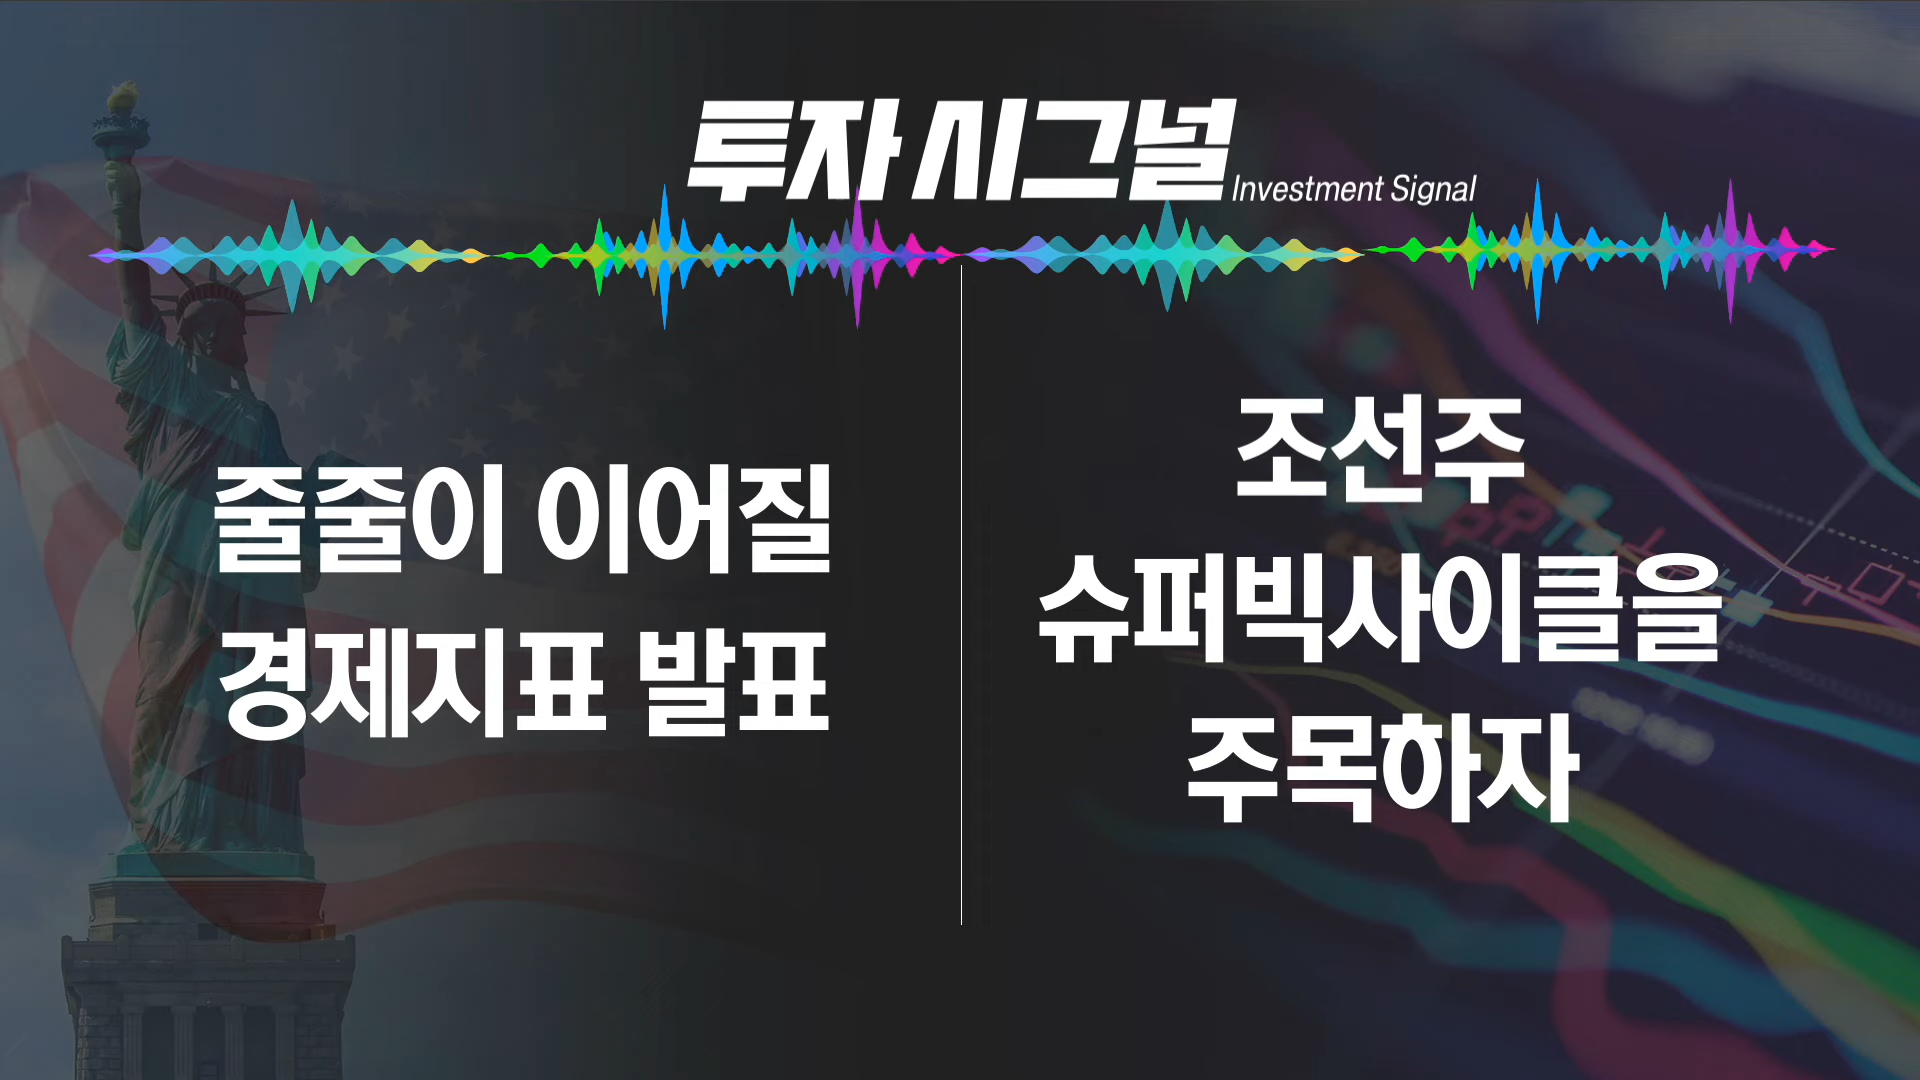 투자 시그널 Investment Signal
줄줄이 이어질
경제지표 발표
조선주
슈퍼빅사이클을
주목하자